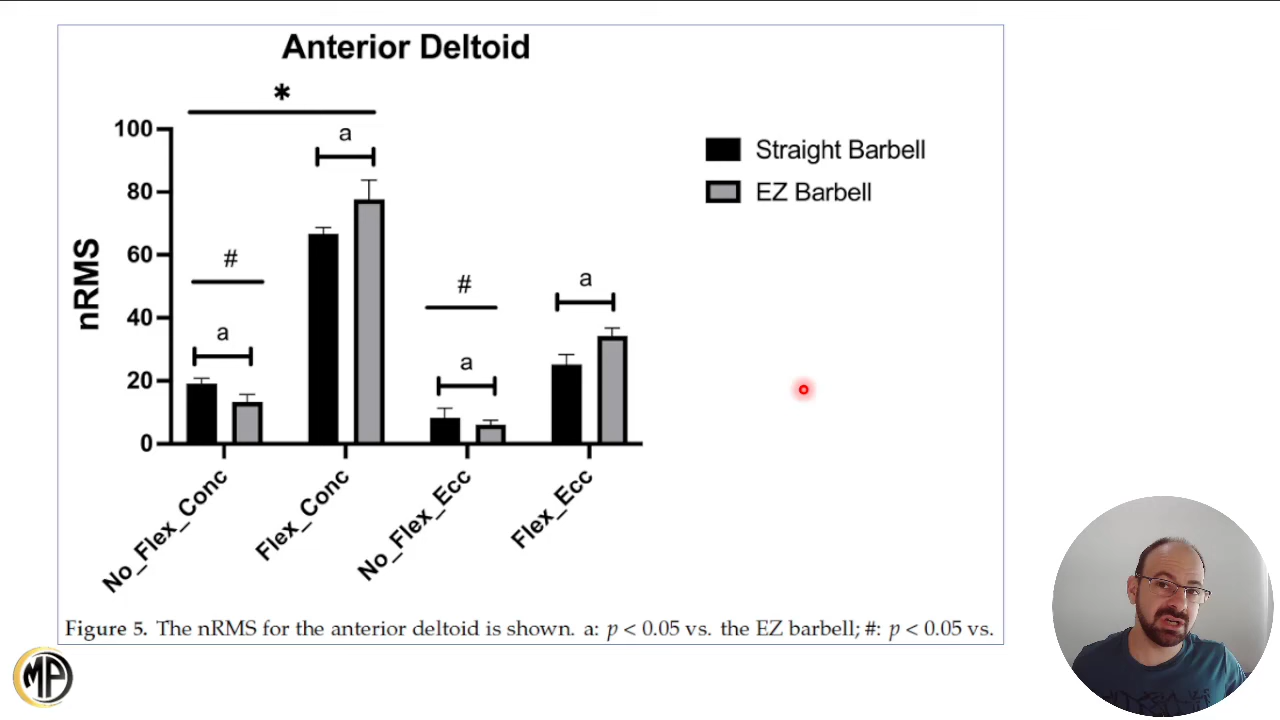 Anterior Deltoid
*
100
a
80
60
#
nRMS
40
a
20
0
#
a
a
No_Flex_Conc
Flex_Conc
No_Flex_Ecc
Flex_Ecc
Straight Barbell
EZ Barbell
Figure 5. The nRMS for the anterior deltoid is shown. a: p < 0.05 vs. the EZ barbell; #: p < 0.05 vs.
MP